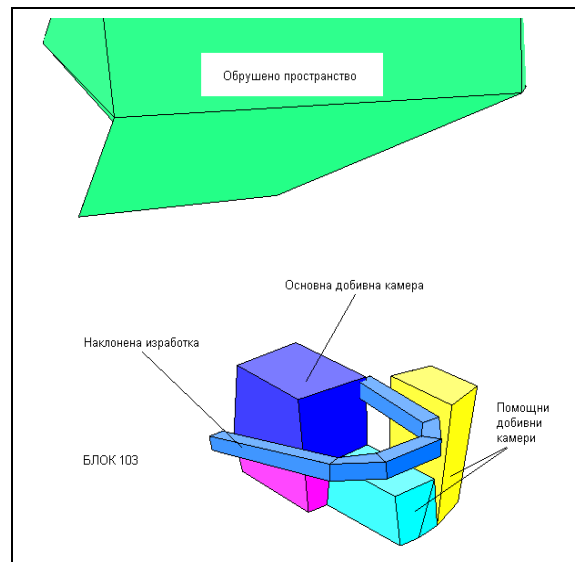 Обрушено пространство
Основна добивна камера
Наклонена изработка
Помощни
добивни
камери
БЛОК 103